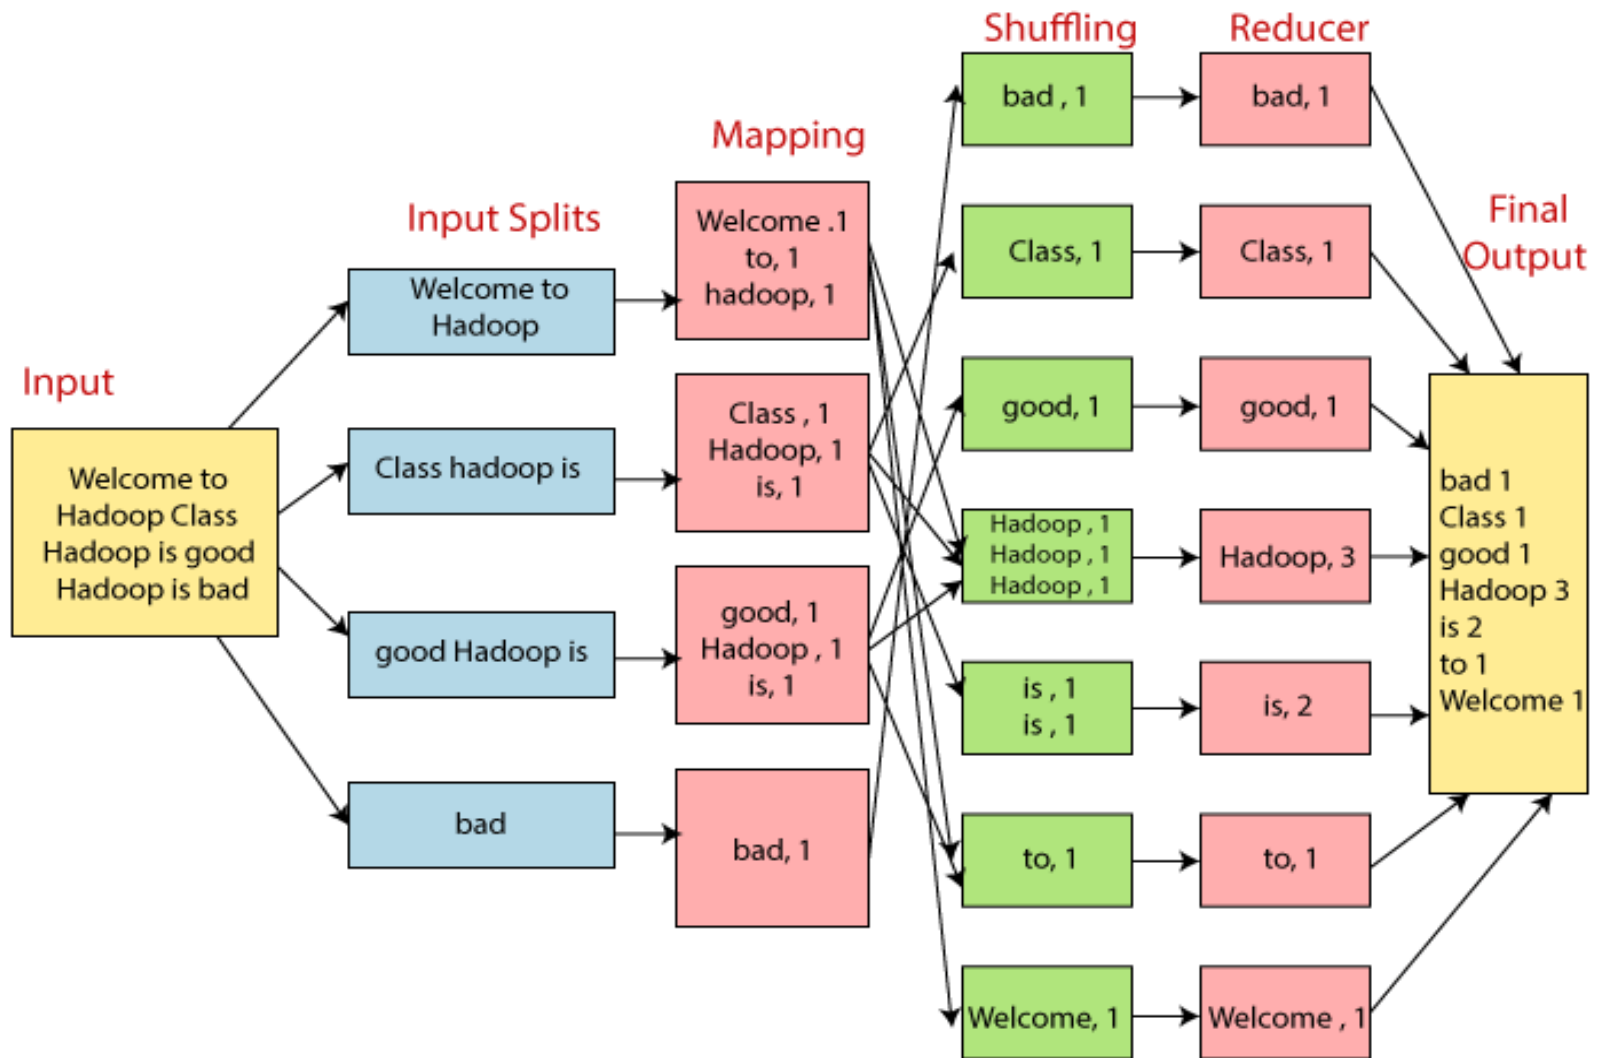 Input
Welcome to
Hadoop Class
Hadoop is good
Hadoop is bad
Input Splits
Welcome to
Hadoop
Class hadoop is
good Hadoop is
bad
Mapping
Welcome .1
to, 1
hadoop, 1
Class , 1
Hadoop, 1
is, 1
good, 1
Hadoop , 1
is, 1
bad, 1
Shuffling
bad , 1
Class, 1
good, 1
Hadoop , 1
Hadoop , 1
Hadoop , 1
is , 1
is , 1
to, 1
Welcome, 1
Reducer
bad, 1
Class, 1
good, 1
Hadoop, 3
is, 2
to, 1
Welcome , 1
Final
Output
bad 1
Class 1
good 1
Hadoop 3
is 2
to 1
Welcome 1